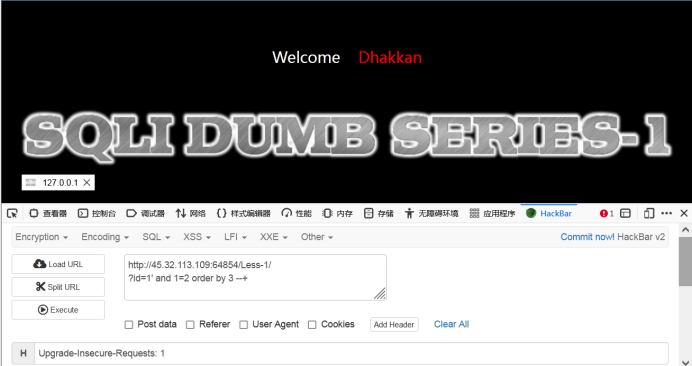 Welcome Dhakkan
SQLI DUMB SERIES-1
127.0.0.1
查看器 控制台 调试器 网络 样式编辑器 性能 内存 存储 无障碍环境 应用程序 HackBar 1
Encryption Encoding SQL XSS LFI XXE Other Commit now! HackBar v2
Load URL
Split URL
Execute
http://45.32.113.109:64854/Less-1/
?id=1' and 1=2 order by 3 --+
Post data Referer User Agent Cookies Add Header Clear All
H Upgrade-Insecure-Requests: 1